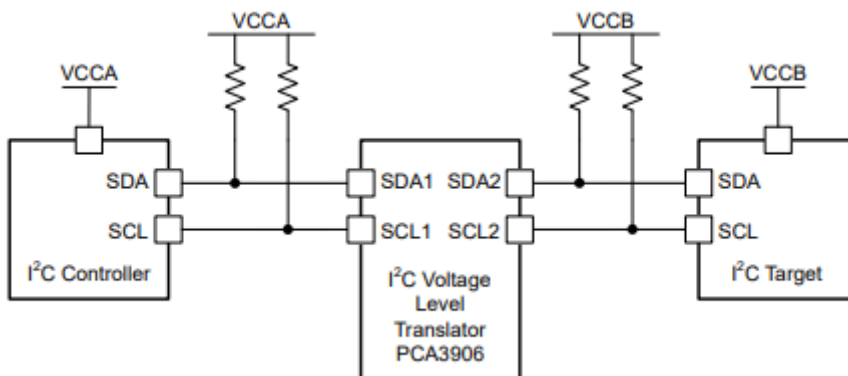 VCCA
VCCB
VCCA
VCCB
SDA
SDA1
SDA2
SDA
SCL
SCL1
SCL2
SCL
I²C Controller
I²C Voltage
Level
Translator
PCA3906
I²C Target